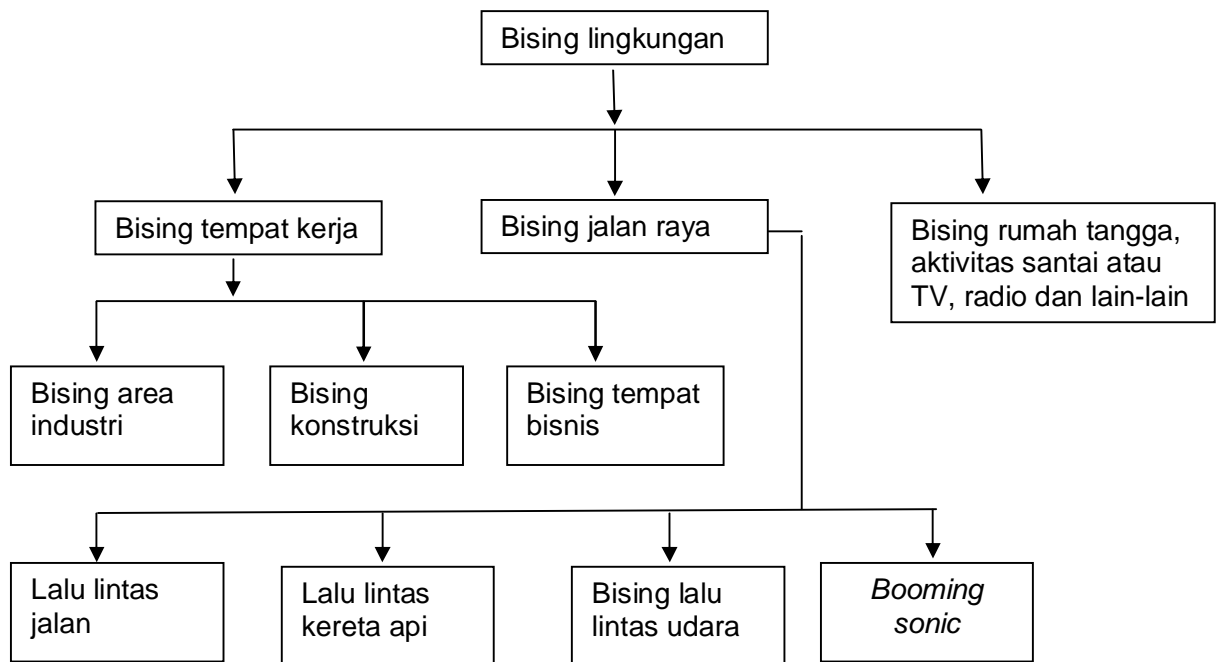 Bising lingkungan
Bising tempat kerja
Bising jalan raya
Bising rumah tangga,
aktivitas santai atau
TV, radio dan lain-lain
Bising area
industri
Bising
konstruksi
Bising tempat
bisnis
Lalu lintas
jalan
Lalu lintas
kereta api
Bising lalu
lintas udara
Booming
sonic